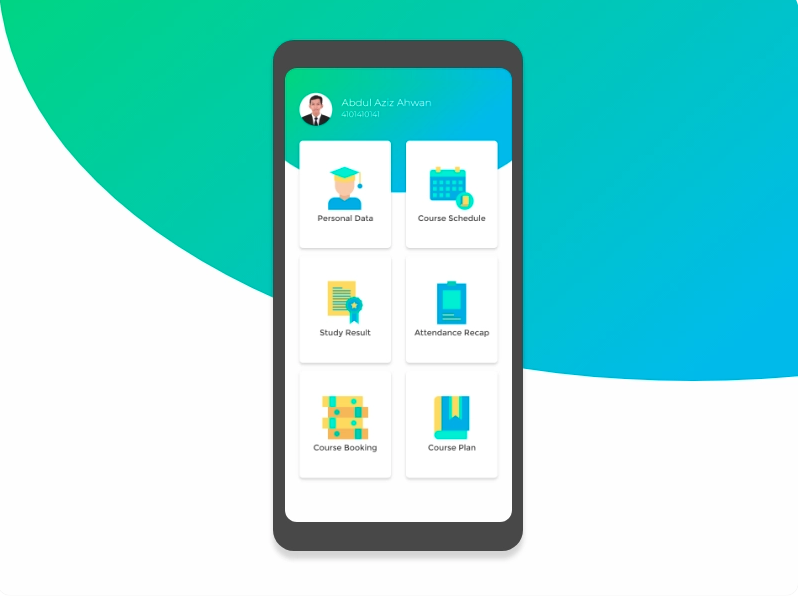 Abdul Aziz Ahwan
4101410141
Personal Data
Course Schedule
Study Result
Attendance Recap
Course Booking
Course Plan